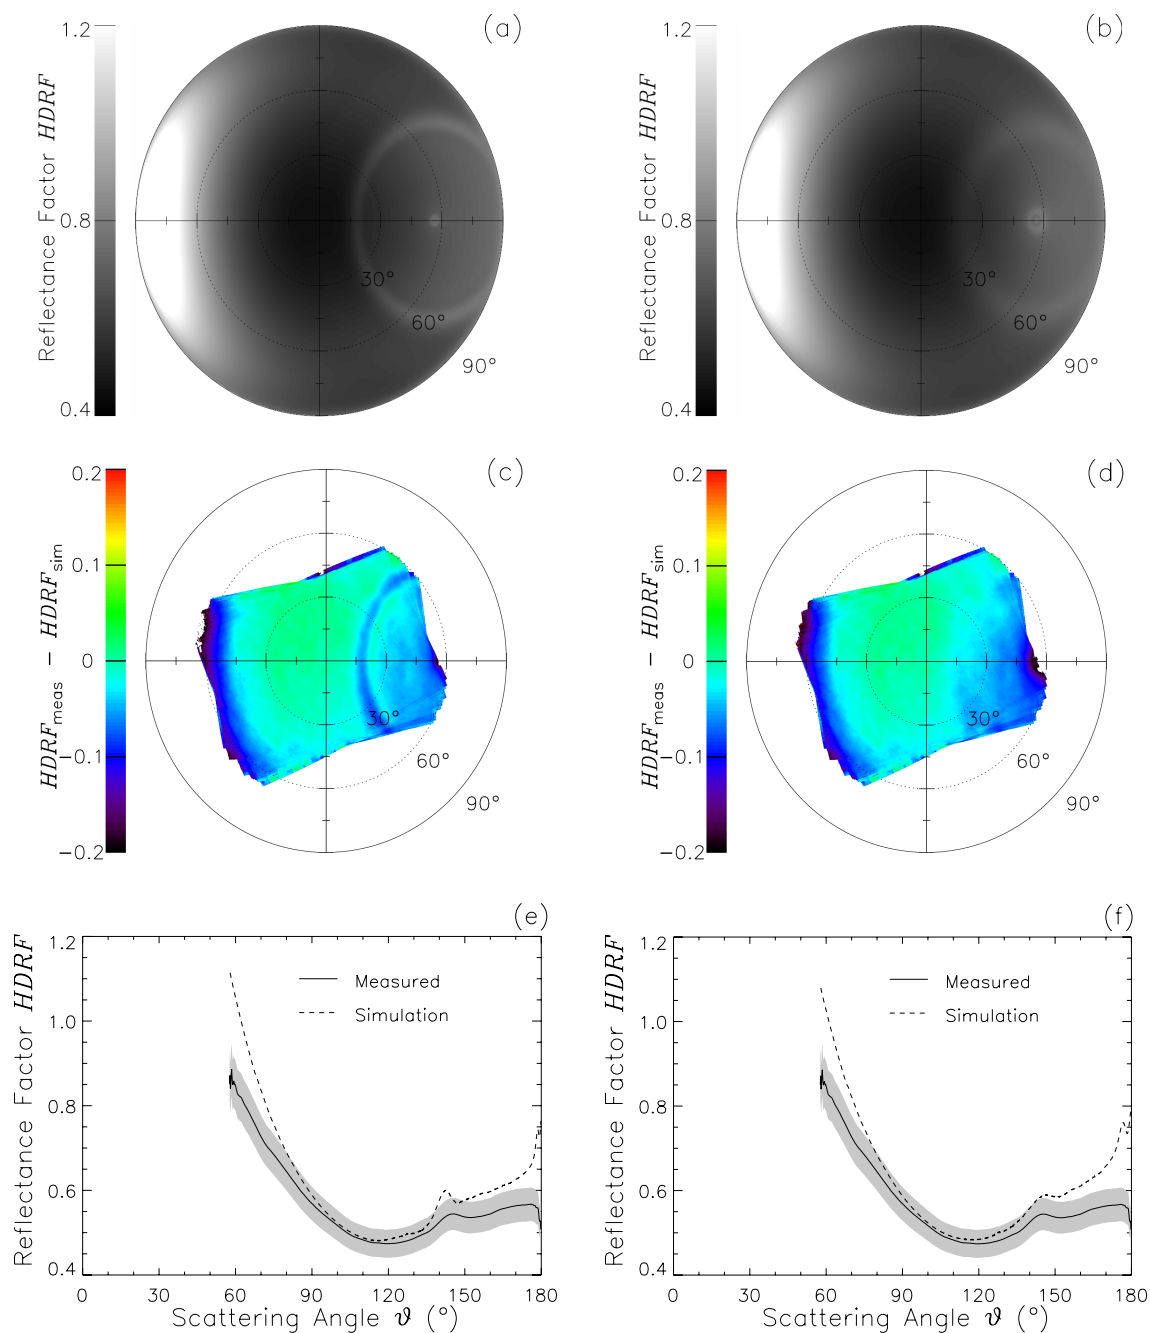 (a)
1.2
0.8
0.4
Reflectance Factor HDRF
30°
60°
90°
(b)
1.2
0.8
0.4
Reflectance Factor HDRF
30°
60°
90°
(c)
0.2
0.1
0
−0.1
−0.2
HDRFmeas − HDRFsim
30°
60°
90°
(d)
0.2
0.1
0
−0.1
−0.2
HDRFmeas − HDRFsim
30°
60°
90°
(e)
1.2
1.0
0.8
0.6
0.4
Reflectance Factor HDRF
Measured
Simulation
0 30 60 90 120 150 180
Scattering Angle ϑ (°)
(f)
1.2
1.0
0.8
0.6
0.4
Reflectance Factor HDRF
Measured
Simulation
0 30 60 90 120 150 180
Scattering Angle ϑ (°)